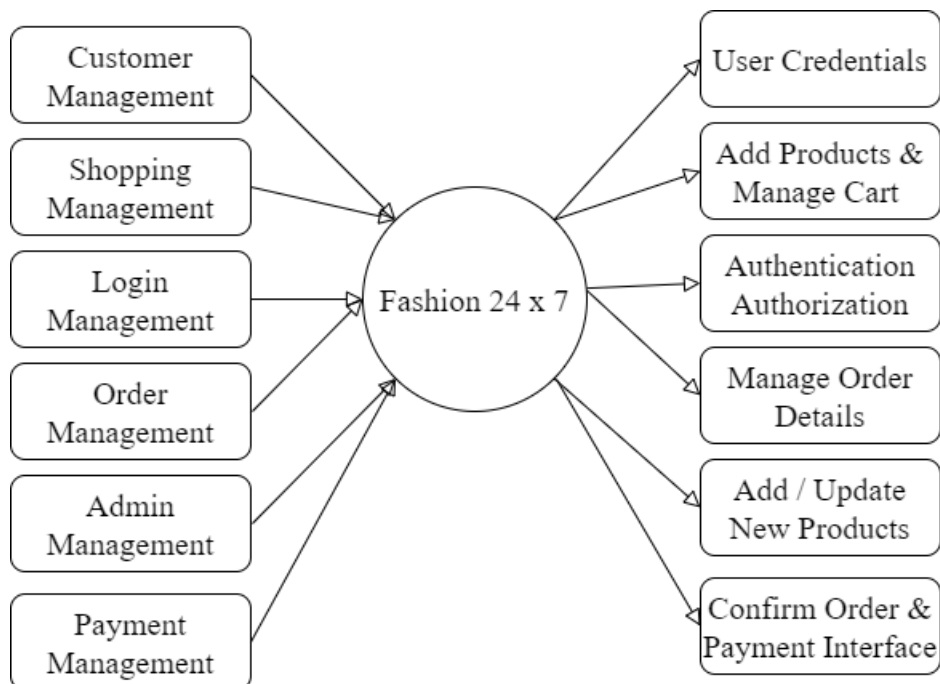 Customer
Management
Shopping
Management
Login
Management
Order
Management
Admin
Management
Payment
Management
Fashion 24 x 7
User Credentials
Add Products &
Manage Cart
Authentication
Authorization
Manage Order
Details
Add / Update
New Products
Confirm Order &
Payment Interface